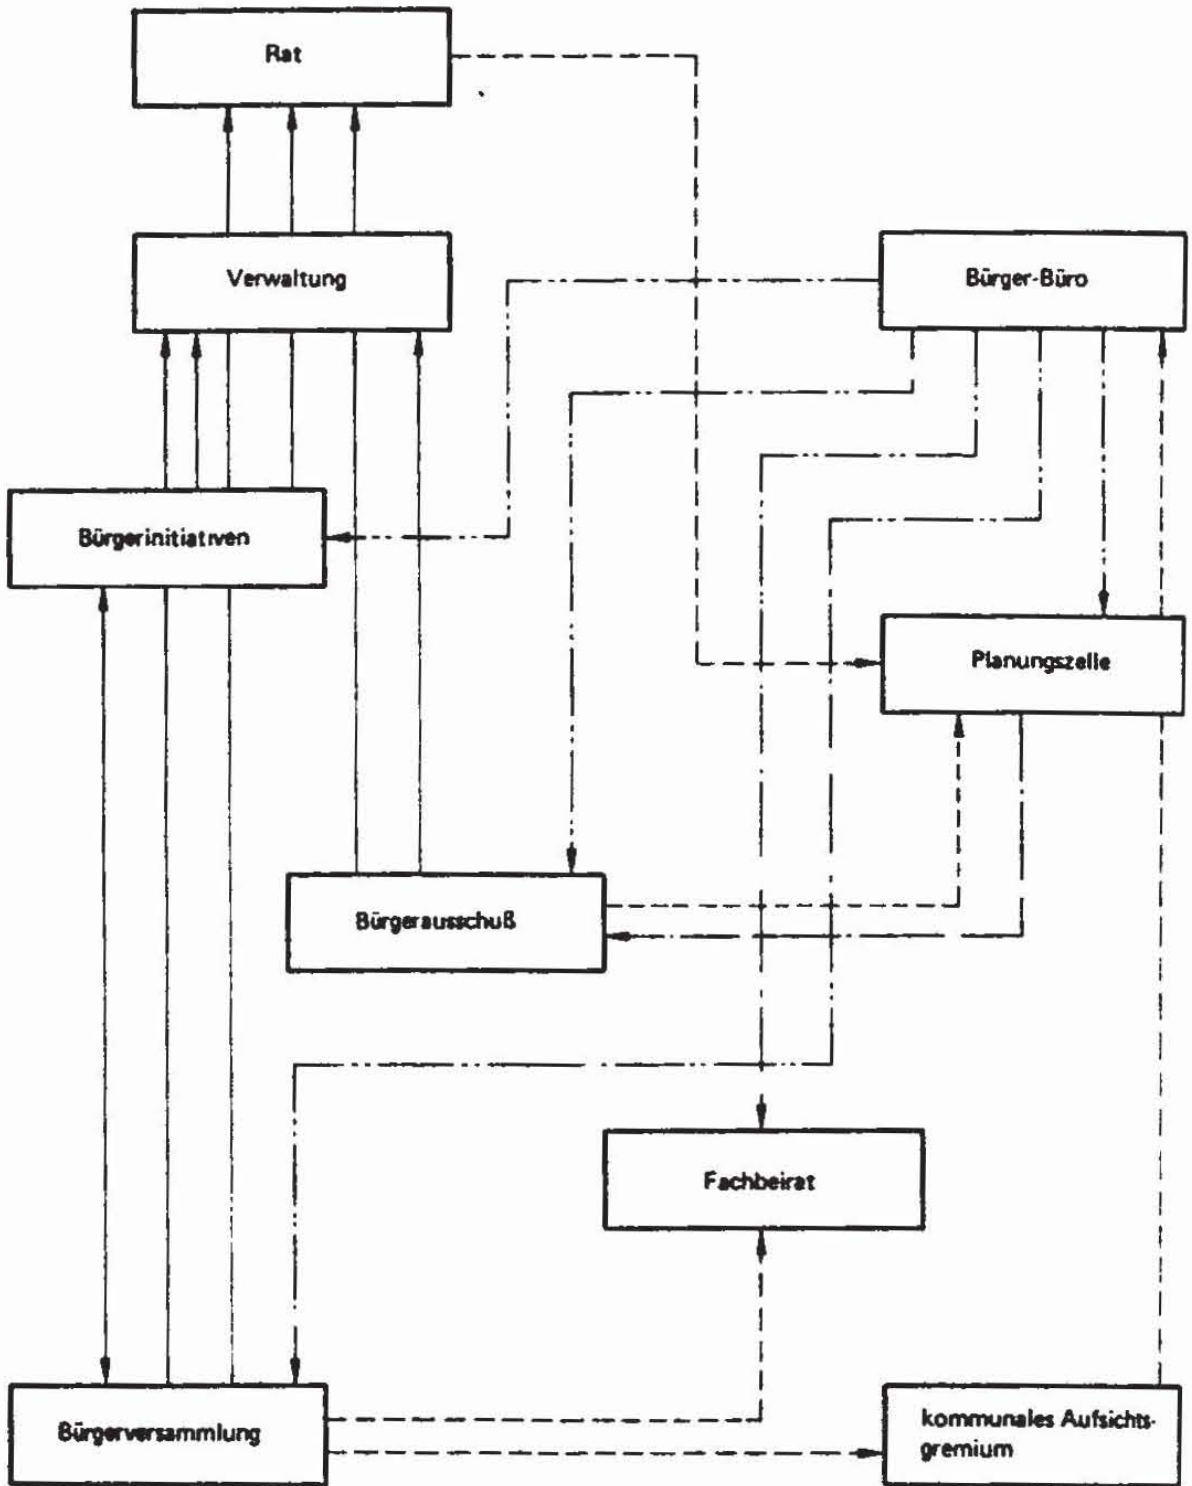 Rat
Verwaltung
Bürger-Büro
Bürgerinitiativen
Planungszelle
Bürgerausschuß
Fachbeirat
Bürgerversammlung
kommunales Aufsichts-
gremium